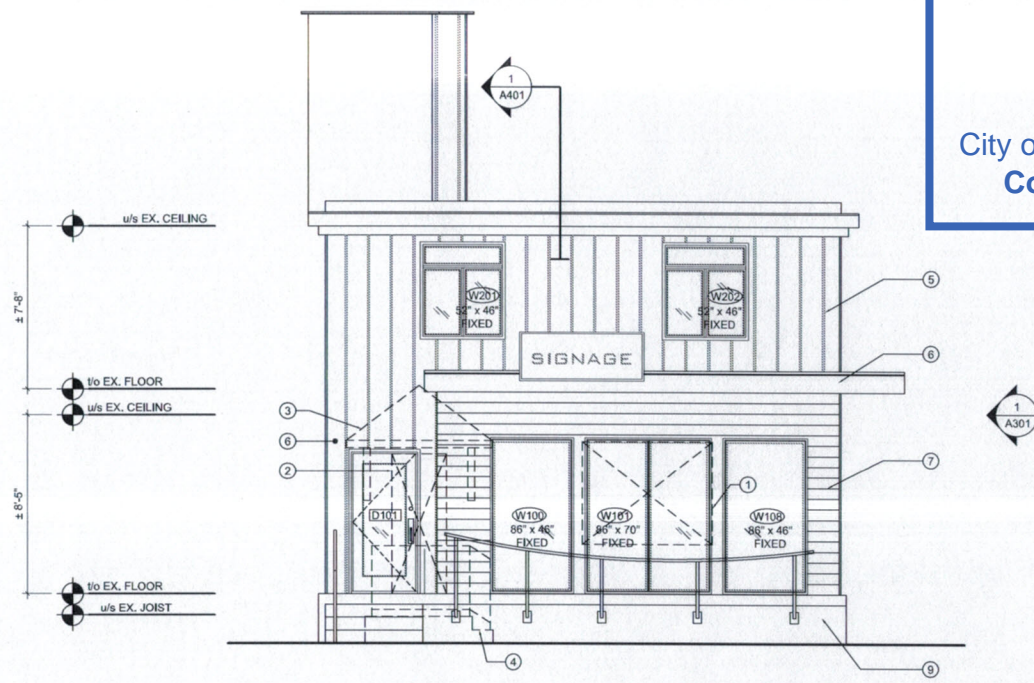 1
A401
City o
Co
u/s EX. CEILING
± 7'-8"
W201
52" x 46"
FIXED
W202
52" x 46"
FIXED
5
SIGNAGE
6
t/o EX. FLOOR
u/s EX. CEILING
3
6
2
1
A301
7
1
D101
W100
86" x 46"
FIXED
W101
86" x 70"
FIXED
W108
86" x 46"
FIXED
± 8'-5"
t/o EX. FLOOR
u/s EX. JOIST
4
9